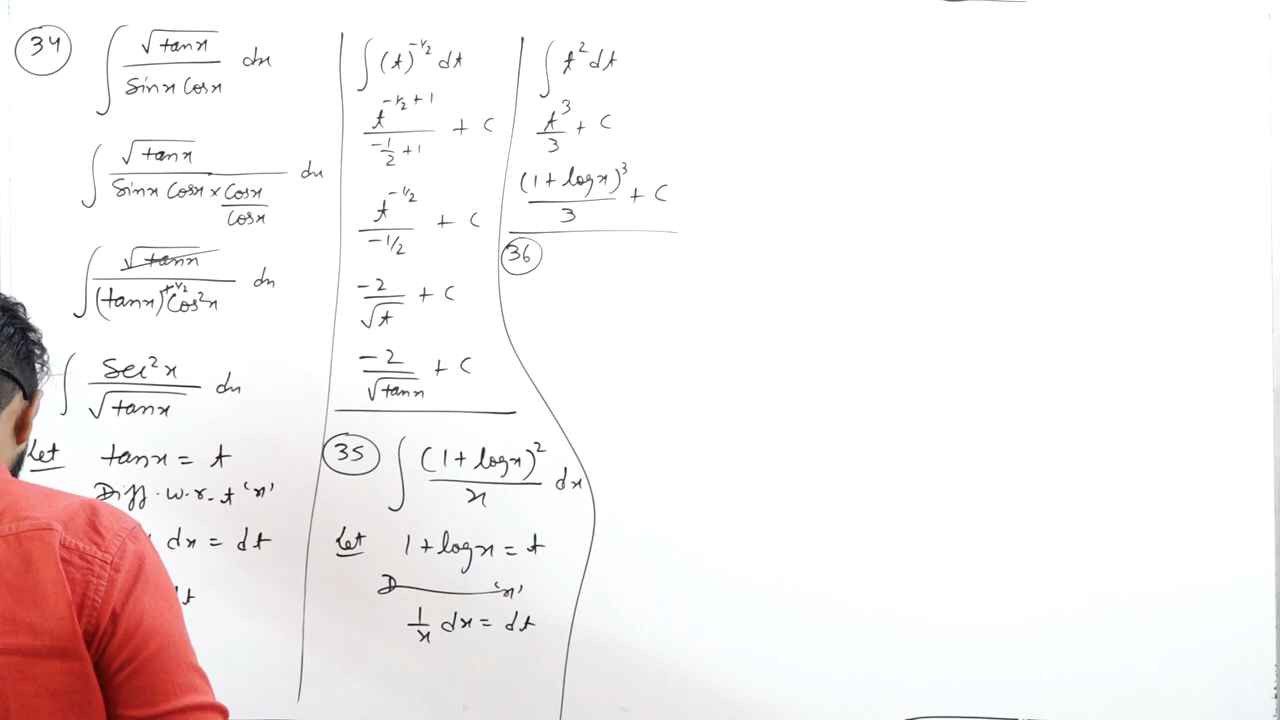 34 ∫ √tanx / Sinx Cosx dx
∫ √tanx / Sinx Cosx × Cosx/Cosx dx
∫ √tanx / (tanx)^(+1/2) Cos²x dx
∫ Sec²x / √tanx dx
Let tanx = t
Diff. w.r.t 'x'
dx = dt
∫ (t)^(-1/2) dt
t^(-1/2 + 1) / (-1/2 + 1) + C
t^(-1/2) / (-1/2) + C
-2/√t + C
-2/√tanx + C
35 ∫ (1 + logx)² / x dx
Let 1 + logx = t
D 'x'
1/x dx = dt
∫ t² dt
t³/3 + C
(1 + logx)³/3 + C
36